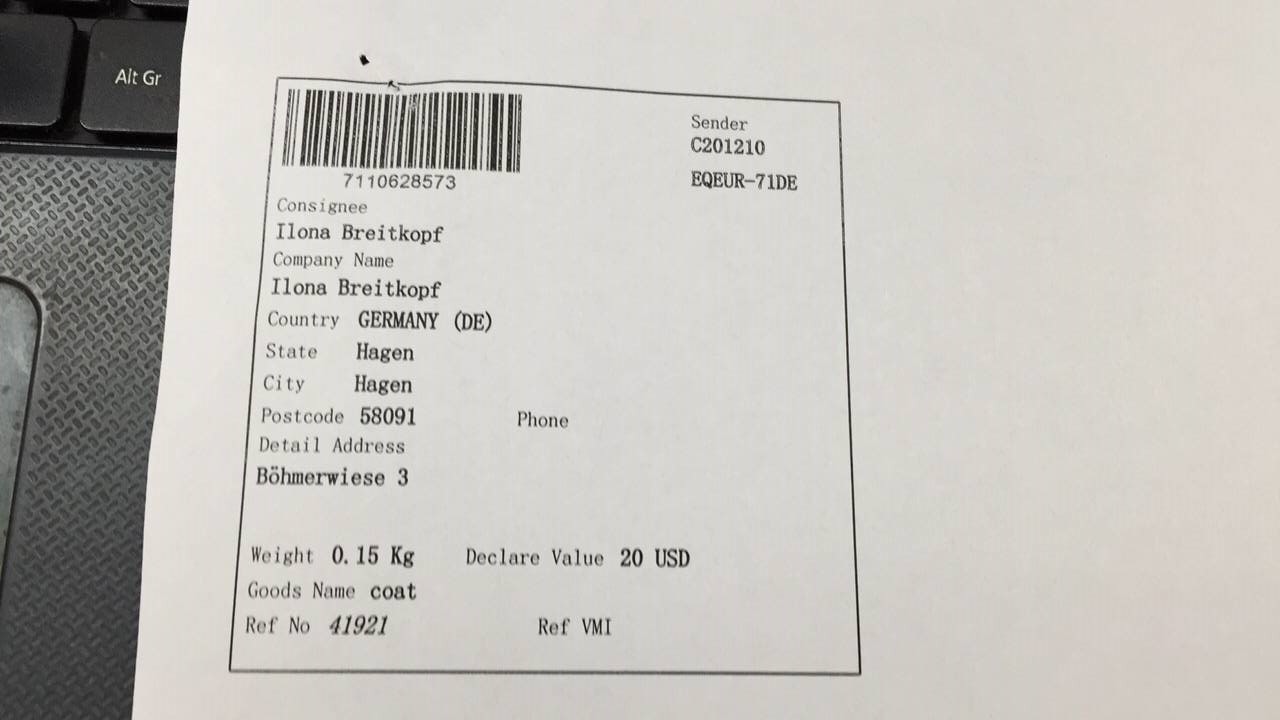 Alt Gr
Sender
C201210
7110628573
EQEUR-71DE
Consignee
Ilona Breitkopf
Company Name
Ilona Breitkopf
Country GERMANY (DE)
State Hagen
City Hagen
Postcode 58091 Phone
Detail Address
Böhmerwiese 3
Weight 0.15 Kg Declare Value 20 USD
Goods Name coat
Ref No 41921 Ref VMI